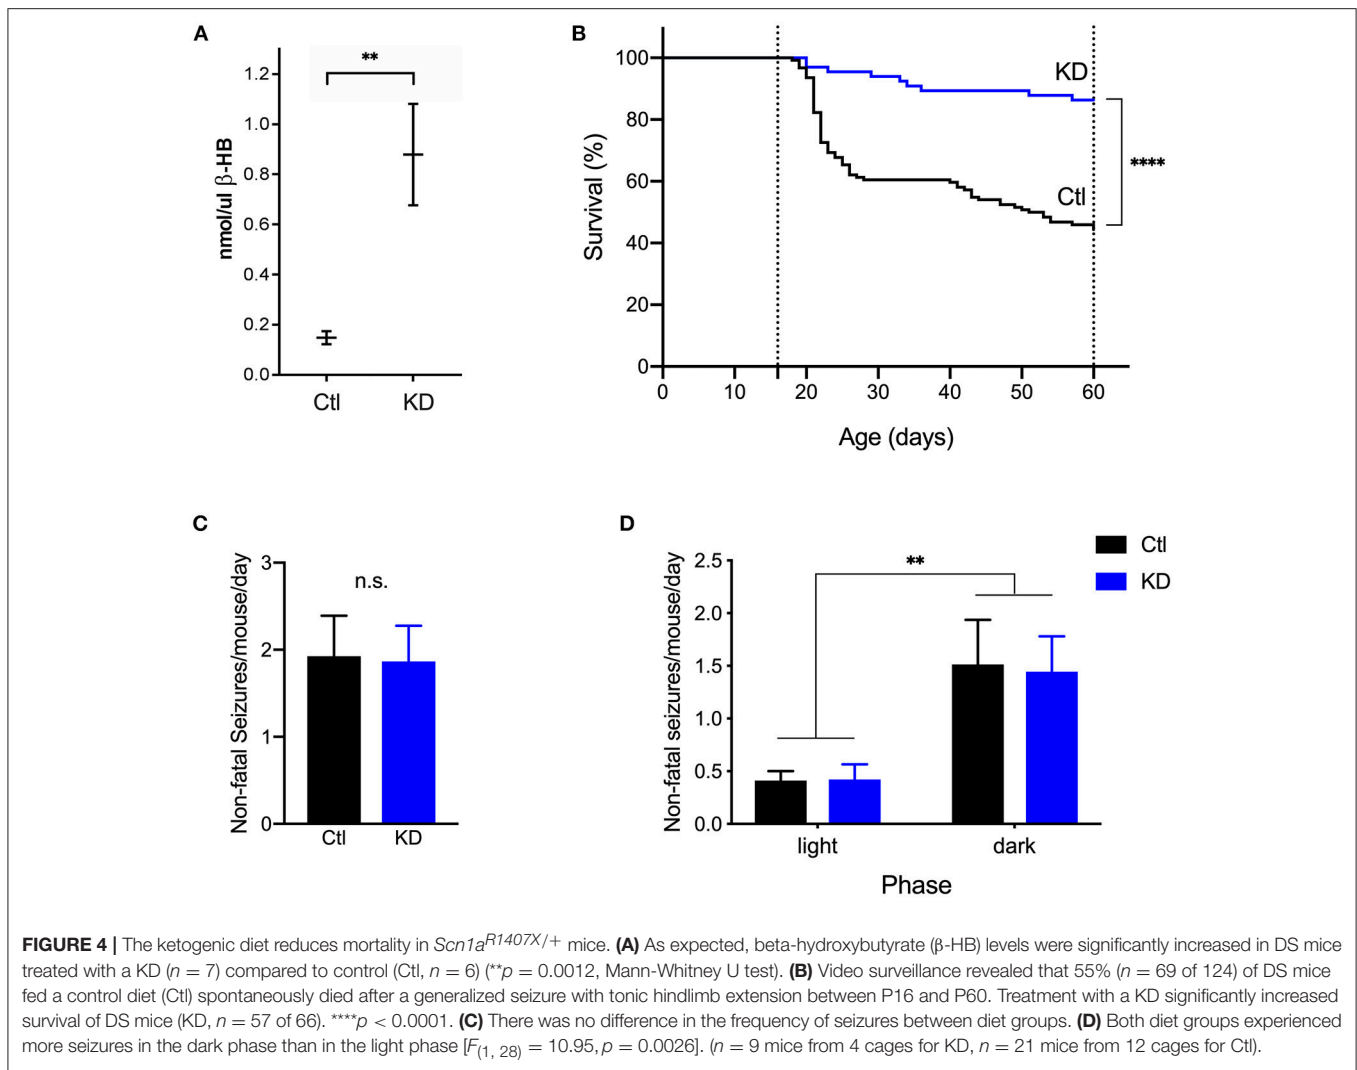 A
**
1.2
1.0
0.8
0.6
0.4
0.2
0.0
nmol/ul β-HB
Ctl KD
B
100
80
60
40
20
0
Survival (%)
KD
Ctl
****
0 10 20 30 40 50 60
Age (days)
C
3
2
1
0
Non-fatal Seizures/mouse/day
n.s.
Ctl KD
D
2.5
2.0
1.5
1.0
0.5
0.0
Non-fatal seizures/mouse/day
**
Ctl
KD
light dark
Phase
FIGURE 4 | The ketogenic diet reduces mortality in Scn1aR1407X/+ mice. (A) As expected, beta-hydroxybutyrate (β-HB) levels were significantly increased in DS mice
treated with a KD (n = 7) compared to control (Ctl, n = 6) (**p = 0.0012, Mann-Whitney U test). (B) Video surveillance revealed that 55% (n = 69 of 124) of DS mice
fed a control diet (Ctl) spontaneously died after a generalized seizure with tonic hindlimb extension between P16 and P60. Treatment with a KD significantly increased
survival of DS mice (KD, n = 57 of 66). ****p < 0.0001. (C) There was no difference in the frequency of seizures between diet groups. (D) Both diet groups experienced
more seizures in the dark phase than in the light phase [F(1, 28) = 10.95, p = 0.0026]. (n = 9 mice from 4 cages for KD, n = 21 mice from 12 cages for Ctl).